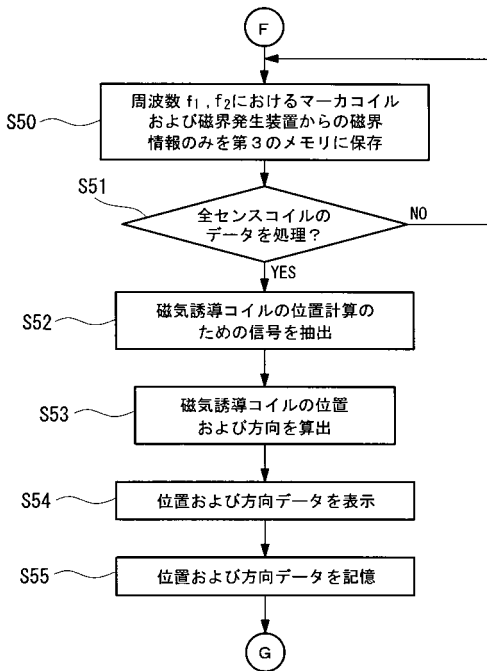 F
S50
周波数 f1 , f2におけるマーカコイル
および磁界発生装置からの磁界
情報のみを第3のメモリに保存
S51
全センスコイルの
データを処理?
NO
YES
S52
磁気誘導コイルの位置計算の
ための信号を抽出
S53
磁気誘導コイルの位置
および方向を算出
S54
位置および方向データを表示
S55
位置および方向データを記憶
G